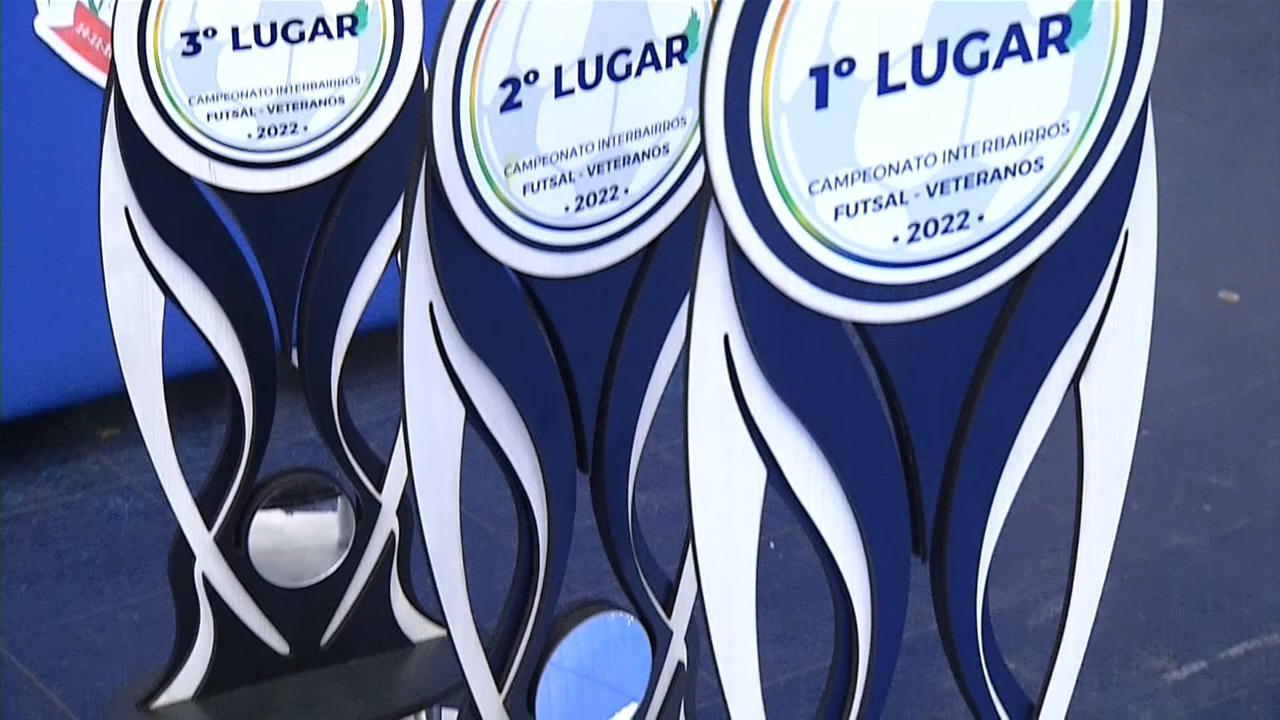 3º LUGAR
CAMPEONATO INTERBAIRROS
FUTSAL - VETERANOS
• 2022 •
2º LUGAR
CAMPEONATO INTERBAIRROS
FUTSAL - VETERANOS
• 2022 •
1º LUGAR
CAMPEONATO INTERBAIRROS
FUTSAL - VETERANOS
• 2022 •